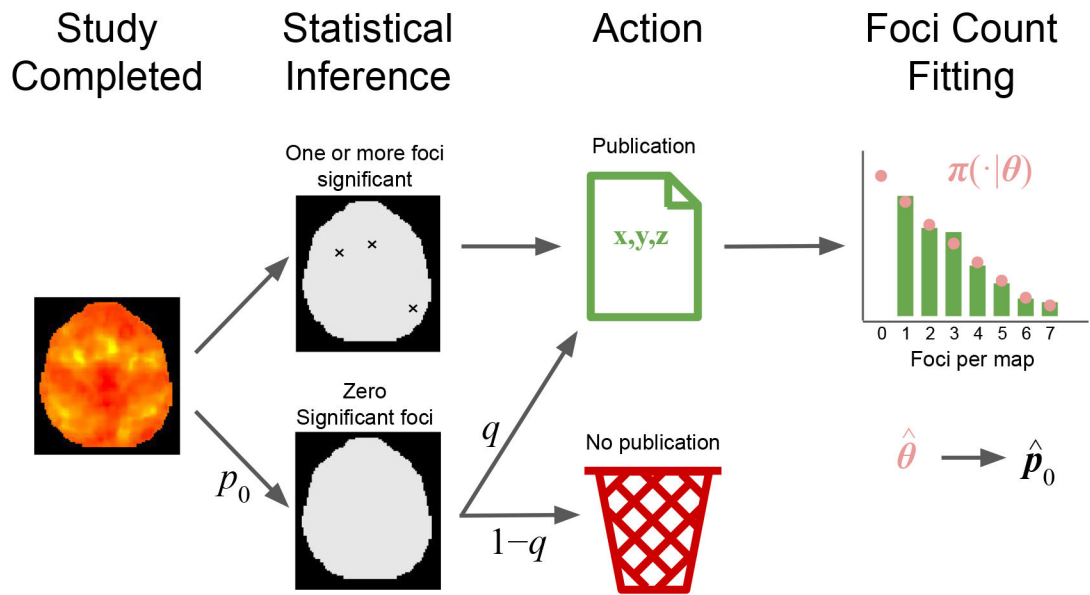 Study
Completed
Statistical
Inference
Action
Foci Count
Fitting
One or more foci
significant
Publication
x,y,z
π(·|θ)
0 1 2 3 4 5 6 7
Foci per map
p₀
Zero
Significant foci
q
1−q
No publication
θ̂
p̂₀